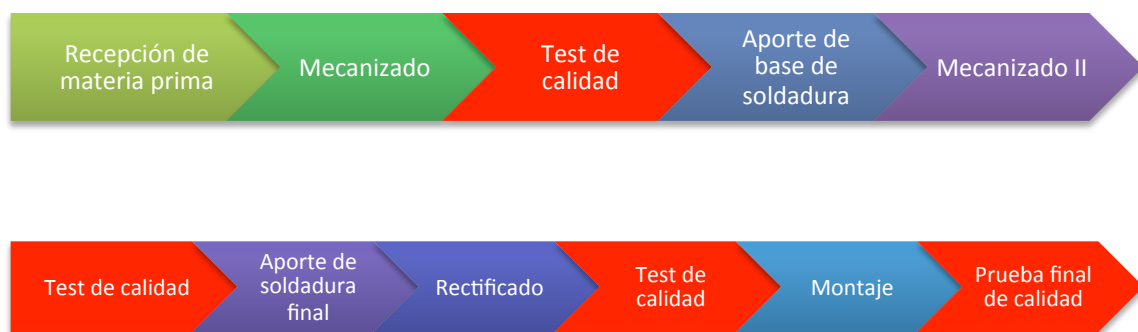 Recepción de
materia prima
Mecanizado
Test de
calidad
Aporte de
base de
soldadura
Mecanizado II
Test de calidad
Aporte de
soldadura
final
Rectificado
Test de
calidad
Montaje
Prueba final
de calidad